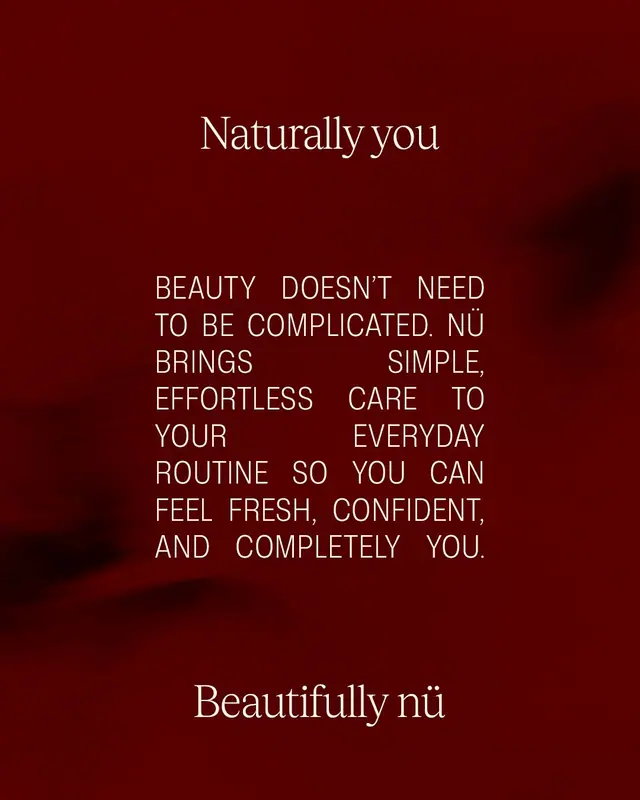 Naturally you
BEAUTY DOESN’T NEED
TO BE COMPLICATED. NÜ
BRINGS SIMPLE,
EFFORTLESS CARE TO
YOUR EVERYDAY
ROUTINE SO YOU CAN
FEEL FRESH, CONFIDENT,
AND COMPLETELY YOU.
Beautifully nü